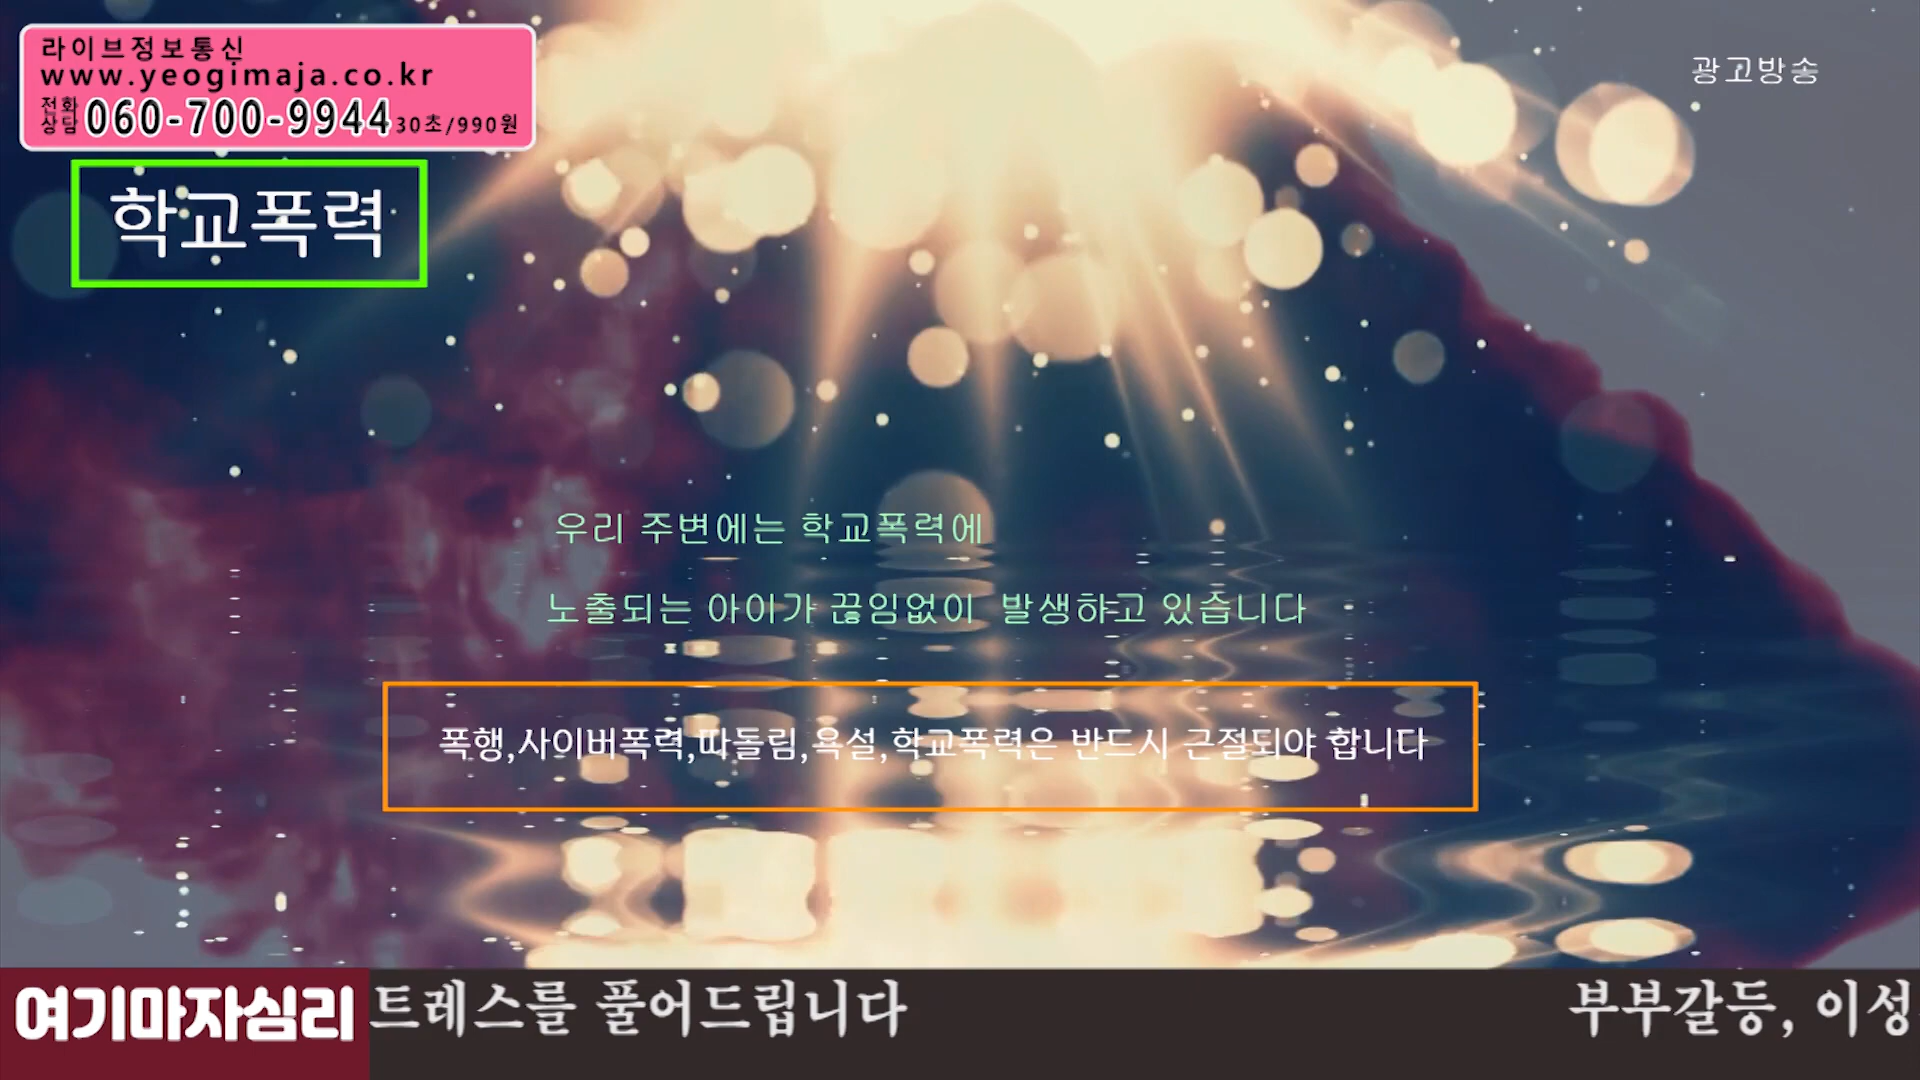 라이브정보통신
www.yeogimaja.co.kr
전화상담 060-700-9944 30초/990원
광고방송
학교폭력
우리 주변에는 학교폭력에
노출되는 아이가 끊임없이 발생하고 있습니다
폭행,사이버폭력,따돌림,욕설,학교폭력은 반드시 근절되야 합니다
여기마자심리 트레스를 풀어드립니다 부부갈등, 이성